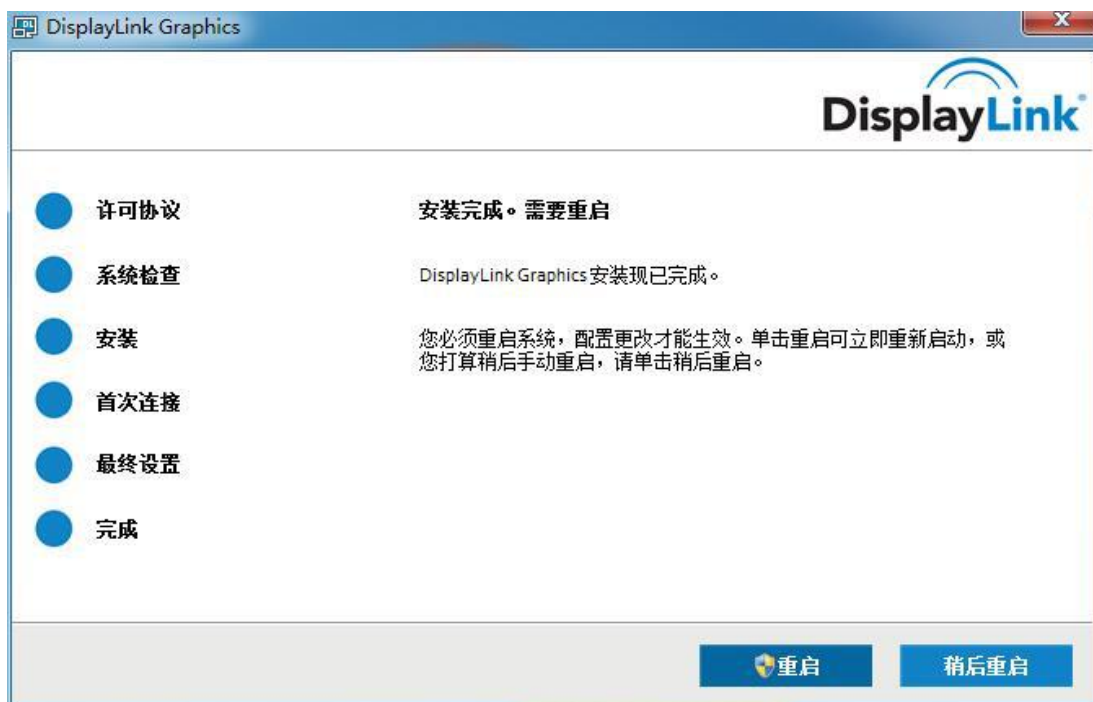 DisplayLink Graphics
DisplayLink
许可协议
安装完成。需要重启
系统检查
DisplayLink Graphics 安装现已完成。
安装
您必须重启系统，配置更改才能生效。单击重启可立即重新启动，或
您打算稍后手动重启，请单击稍后重启。
首次连接
最终设置
完成
重启
稍后重启